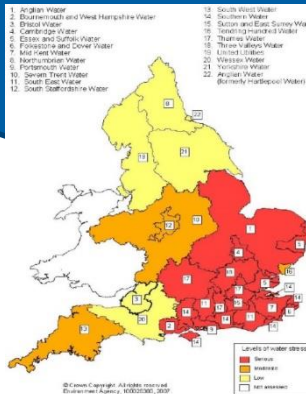 1. Anglian Water
2. Bournemouth and West Hampshire Water
3. Bristol Water
4. Cambridge Water
5. Essex and Suffolk Water
6. Folkestone and Dover Water
7. Mid Kent Water
8. Northumbrian Water
9. Portsmouth Water
10. Severn Trent Water
11. South East Water
12. South Staffordshire Water
13. South West Water
14. Southern Water
15. Sutton and East Surrey Water
16. Tendring Hundred Water
17. Thames Water
18. Three Valleys Water
19. United Utilities
20. Wessex Water
21. Yorkshire Water
22. Anglian Water
(formerly Hartlepool Water)
Levels of water stress
Serious
Moderate
Low
Not assessed
© Crown Copyright. All rights reserved.